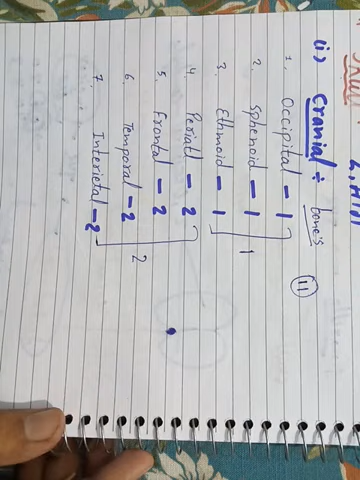 (ii) Cranial ÷ bones (11)
1. Occipital - 1
2. Sphenoid - 1
3. Ethmoid - 1
1
4. Periatl - 2
5. Frontal - 2
6. Temporal - 2
7. Interietal - 2
2